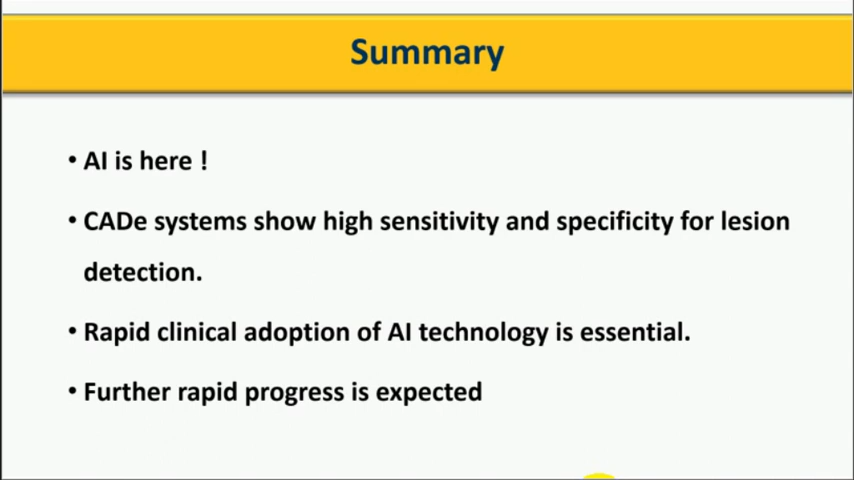 Summary
• AI is here !
• CADe systems show high sensitivity and specificity for lesion
detection.
• Rapid clinical adoption of AI technology is essential.
• Further rapid progress is expected